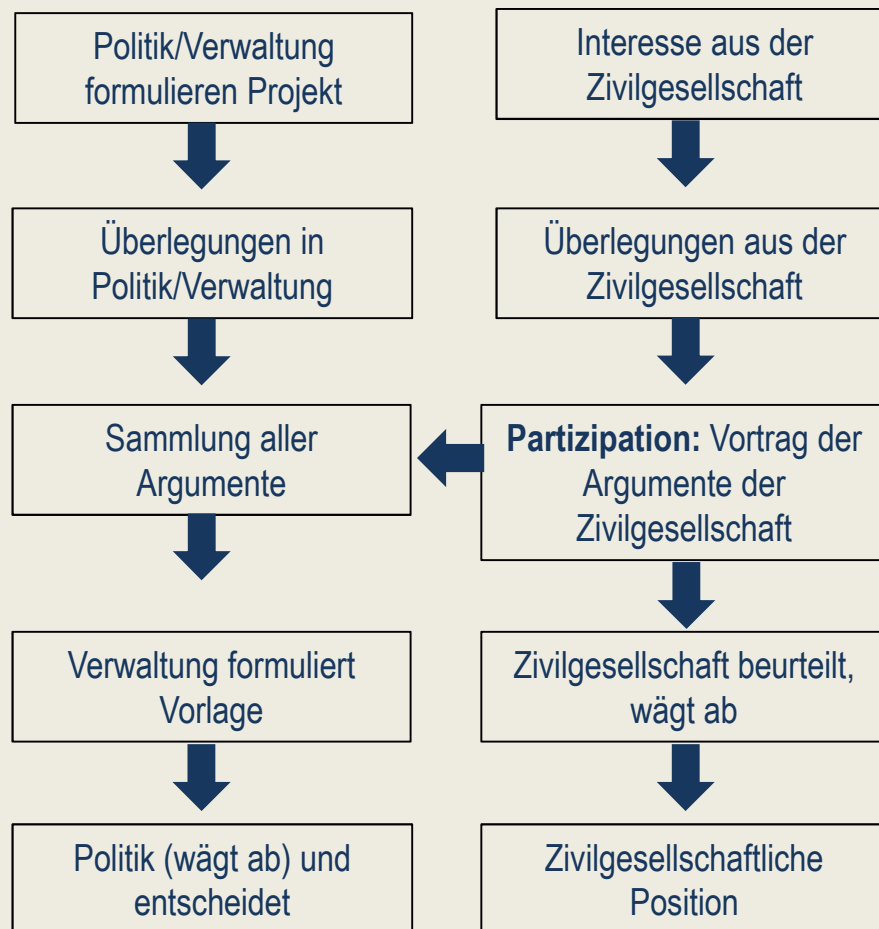 Politik/Verwaltung
formulieren Projekt
Interesse aus der
Zivilgesellschaft
Überlegungen in
Politik/Verwaltung
Überlegungen aus der
Zivilgesellschaft
Sammlung aller
Argumente
Partizipation: Vortrag der
Argumente der
Zivilgesellschaft
Verwaltung formuliert
Vorlage
Zivilgesellschaft beurteilt,
wägt ab
Politik (wägt ab) und
entscheidet
Zivilgesellschaftliche
Position